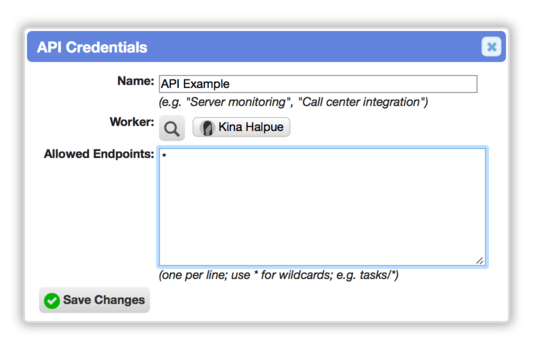 API Credentials
Name: API Example
(e.g. "Server monitoring", "Call center integration")
Worker: Kina Halpue
Allowed Endpoints: *
(one per line; use * for wildcards; e.g. tasks/*)
Save Changes